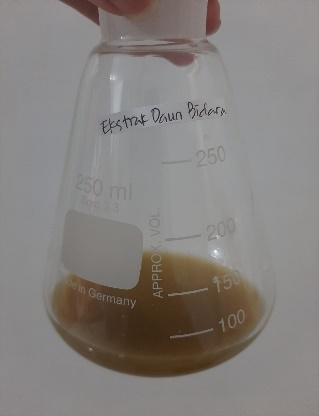 Ekstrak Daun Bidara
250
250 ml
200
APPROX. VOL
150
in Germany
100